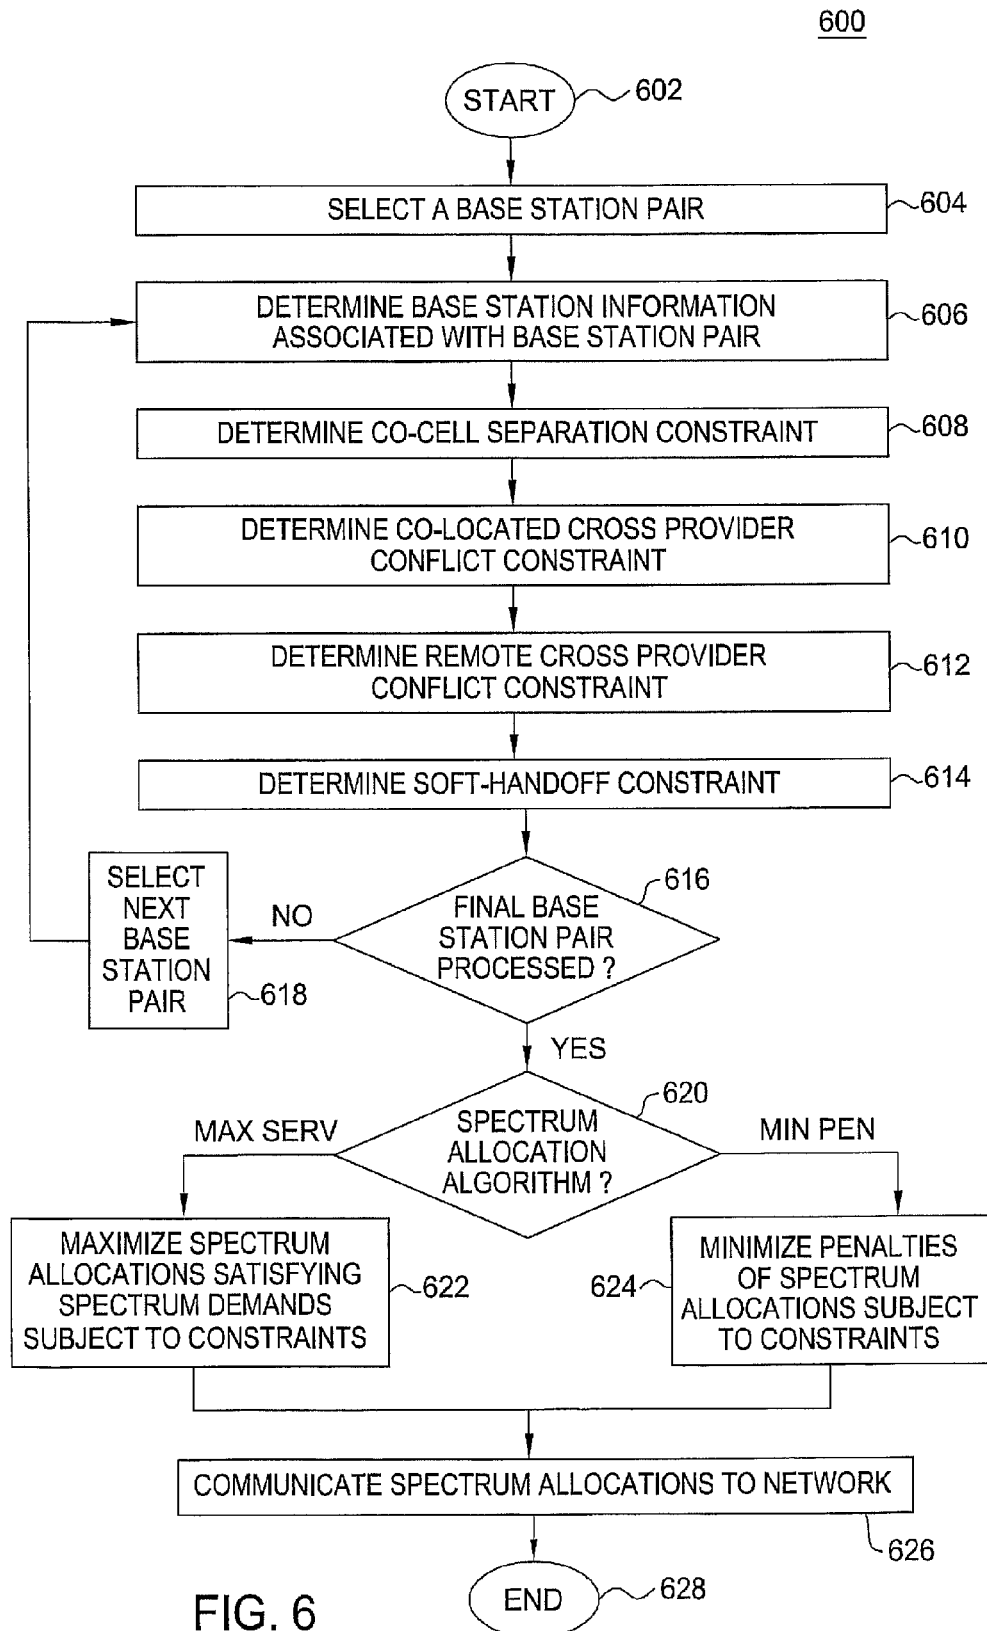 600
START
602
SELECT A BASE STATION PAIR
604
DETERMINE BASE STATION INFORMATION
ASSOCIATED WITH BASE STATION PAIR
606
DETERMINE CO-CELL SEPARATION CONSTRAINT
608
DETERMINE CO-LOCATED CROSS PROVIDER
CONFLICT CONSTRAINT
610
DETERMINE REMOTE CROSS PROVIDER
CONFLICT CONSTRAINT
612
DETERMINE SOFT-HANDOFF CONSTRAINT
614
FINAL BASE
STATION PAIR
PROCESSED ?
616
NO
SELECT
NEXT
BASE
STATION
PAIR
618
YES
SPECTRUM
ALLOCATION
ALGORITHM ?
620
MAX SERV
MIN PEN
MAXIMIZE SPECTRUM
ALLOCATIONS SATISFYING
SPECTRUM DEMANDS
SUBJECT TO CONSTRAINTS
622
MINIMIZE PENALTIES
OF SPECTRUM
ALLOCATIONS SUBJECT
TO CONSTRAINTS
624
COMMUNICATE SPECTRUM ALLOCATIONS TO NETWORK
626
END
628
FIG. 6